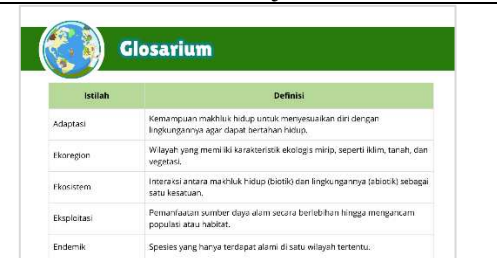 Glosarium
Istilah Definisi
Adaptasi Kemampuan makhluk hidup untuk menyesuaikan diri dengan
lingkungannya agar dapat bertahan hidup.
Ekoregion Wilayah yang memiliki karakteristik ekologis mirip, seperti iklim, tanah, dan
vegetasi.
Ekosistem Interaksi antara makhluk hidup (biotik) dan lingkungannya (abiotik) sebagai
satu kesatuan.
Eksploitasi Pemanfaatan sumber daya alam secara berlebihan hingga mengancam
populasi atau habitat.
Endemik Spesies yang hanya terdapat alami di satu wilayah tertentu.